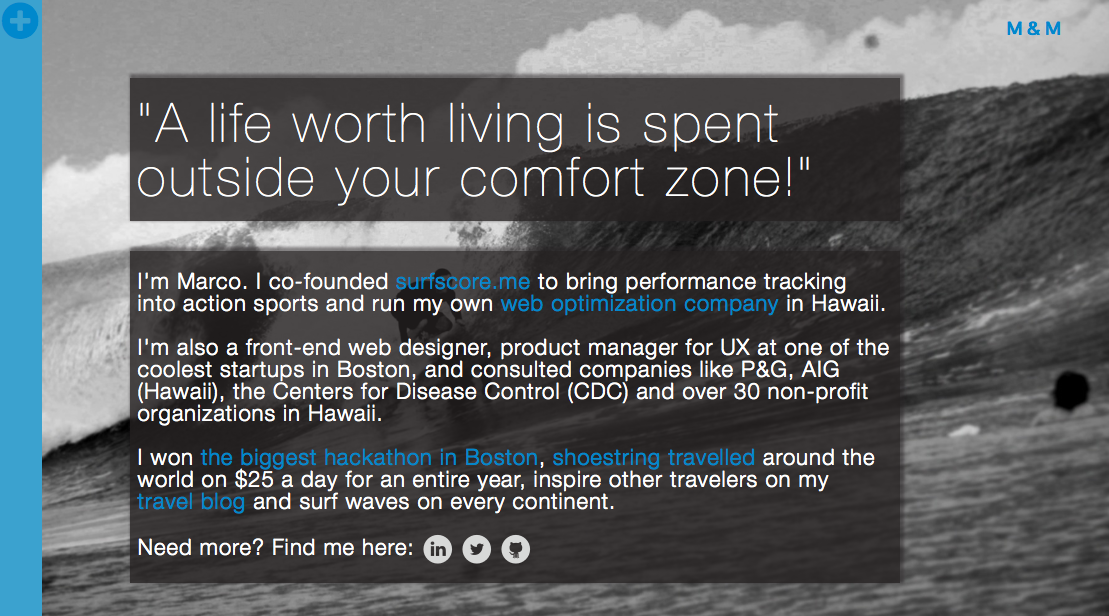 M & M
"A life worth living is spent
outside your comfort zone!"
I'm Marco. I co-founded surfscore.me to bring performance tracking
into action sports and run my own web optimization company in Hawaii.
I'm also a front-end web designer, product manager for UX at one of the
coolest startups in Boston, and consulted companies like P&G, AIG
(Hawaii), the Centers for Disease Control (CDC) and over 30 non-profit
organizations in Hawaii.
I won the biggest hackathon in Boston, shoestring travelled around the
world on $25 a day for an entire year, inspire other travelers on my
travel blog and surf waves on every continent.
Need more? Find me here: in